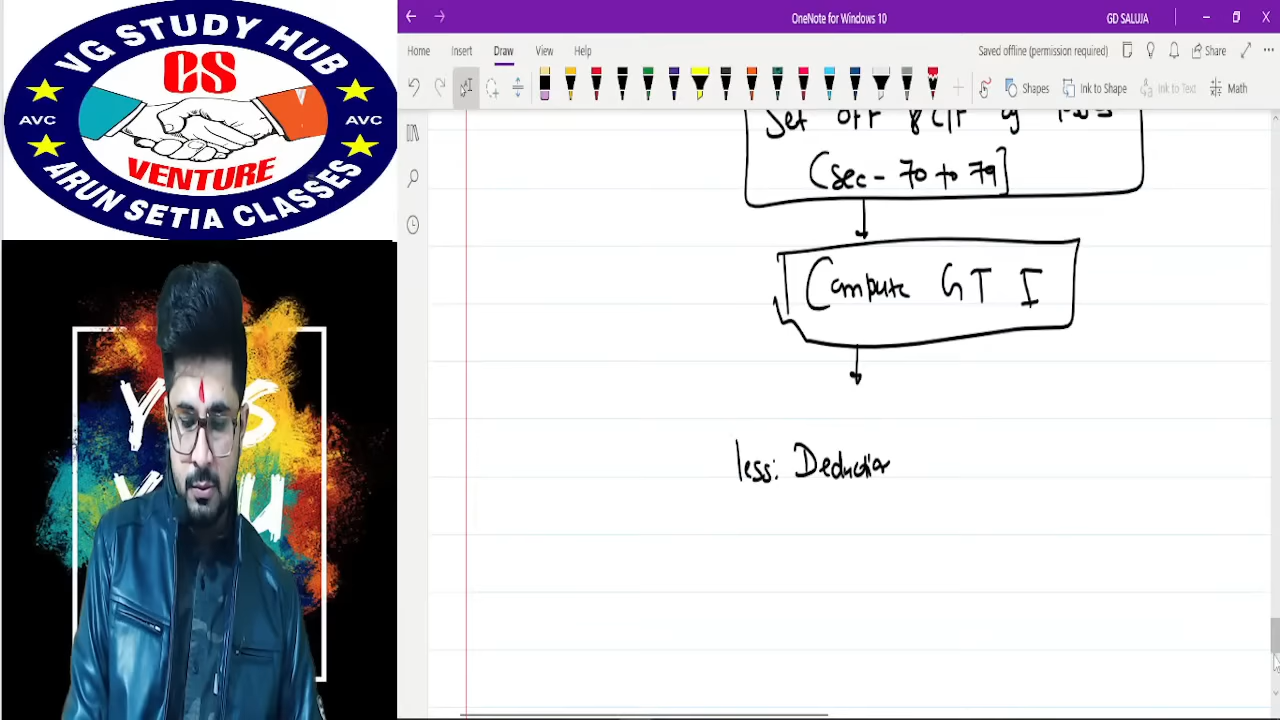 VG STUDY HUB
CS
AVC
AVC
VENTURE
ARUN SETIA CLASSES
Y S
Y U
OneNote for Windows 10
GD SALUJA
Home
Insert
Draw
View
Help
Saved offline (permission required)
Share
Shapes
Ink to Shape
Ink to Text
Math
Set off & C/F of
(Sec - 70 to 79]
Compute G T I
less: Deduction